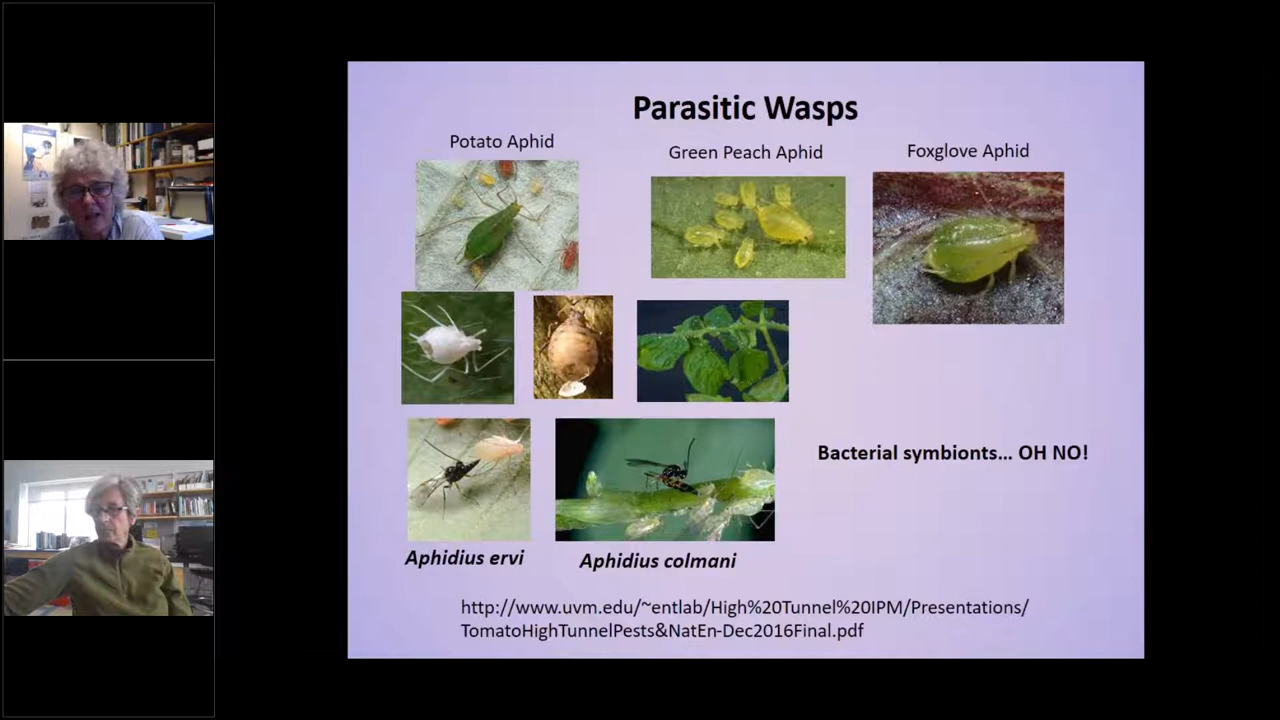 Parasitic Wasps
Potato Aphid
Green Peach Aphid
Foxglove Aphid
Bacterial symbionts... OH NO!
Aphidius ervi
Aphidius colmani
http://www.uvm.edu/~entlab/High%20Tunnel%20IPM/Presentations/
TomatoHighTunnelPests&NatEn-Dec2016Final.pdf